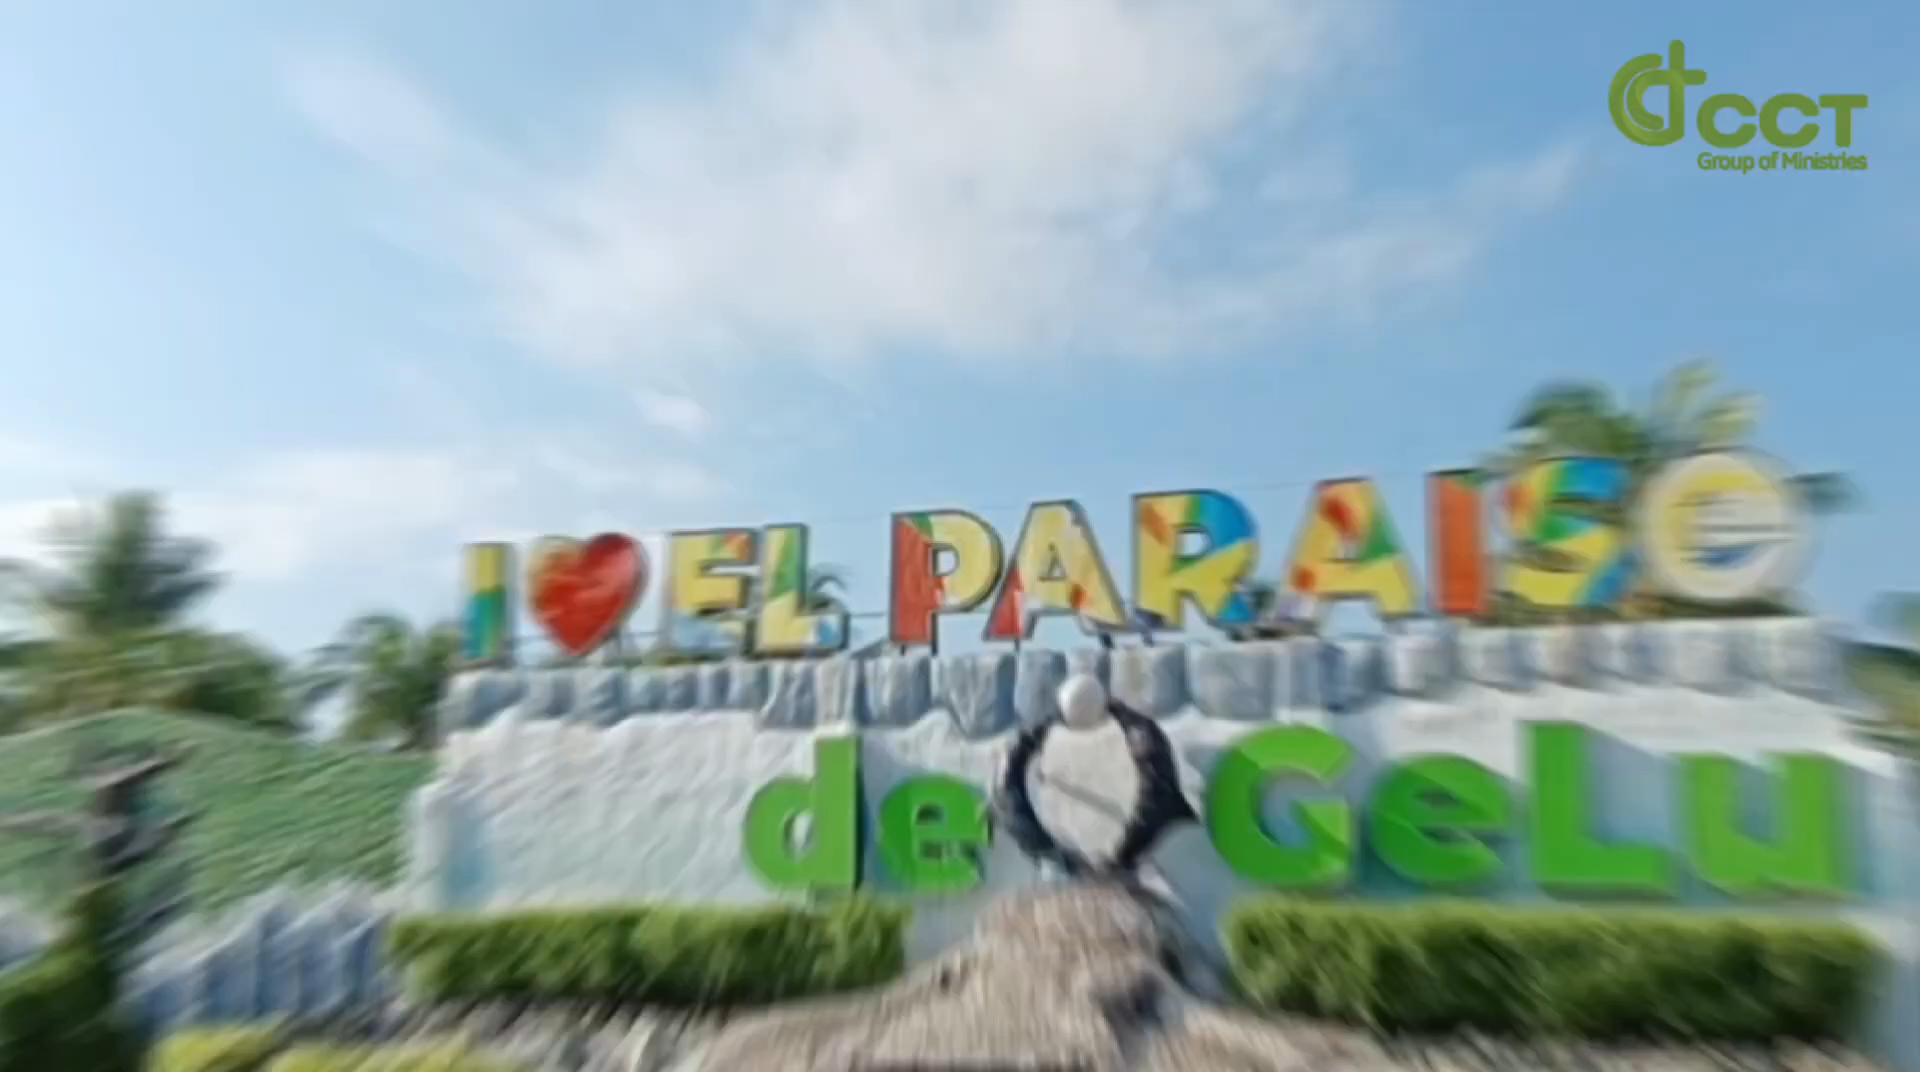 CCT
Group of Ministries
I ❤ EL PARAISO
de GeLu